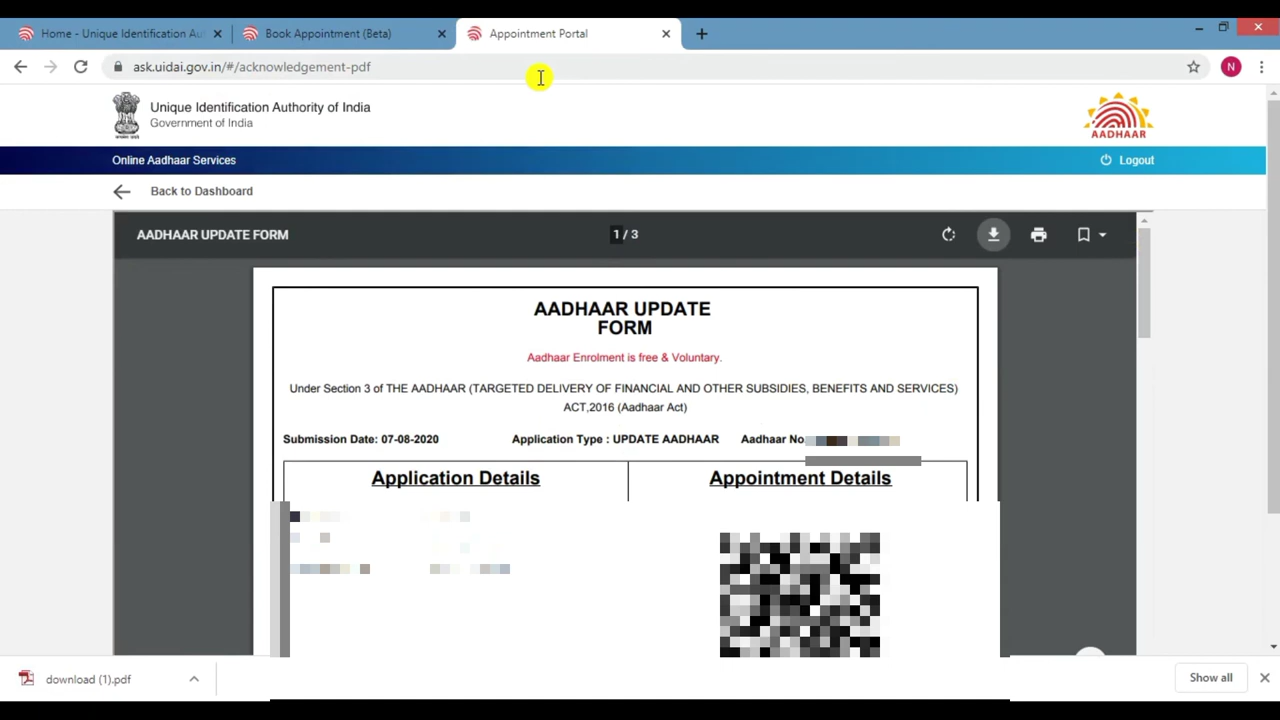 Home - Unique Identification Au
Book Appointment (Beta)
Appointment Portal
ask.uidai.gov.in/#/acknowledgement-pdf
N
Unique Identification Authority of India
Government of India
AADHAAR
Online Aadhaar Services
Logout
Back to Dashboard
AADHAAR UPDATE FORM
1 / 3
AADHAAR UPDATE
FORM
Aadhaar Enrolment is free & Voluntary.
Under Section 3 of THE AADHAAR (TARGETED DELIVERY OF FINANCIAL AND OTHER SUBSIDIES, BENEFITS AND SERVICES)
ACT,2016 (Aadhaar Act)
Submission Date: 07-08-2020 Application Type : UPDATE AADHAAR Aadhaar No
Application Details
Appointment Details
download (1).pdf
Show all